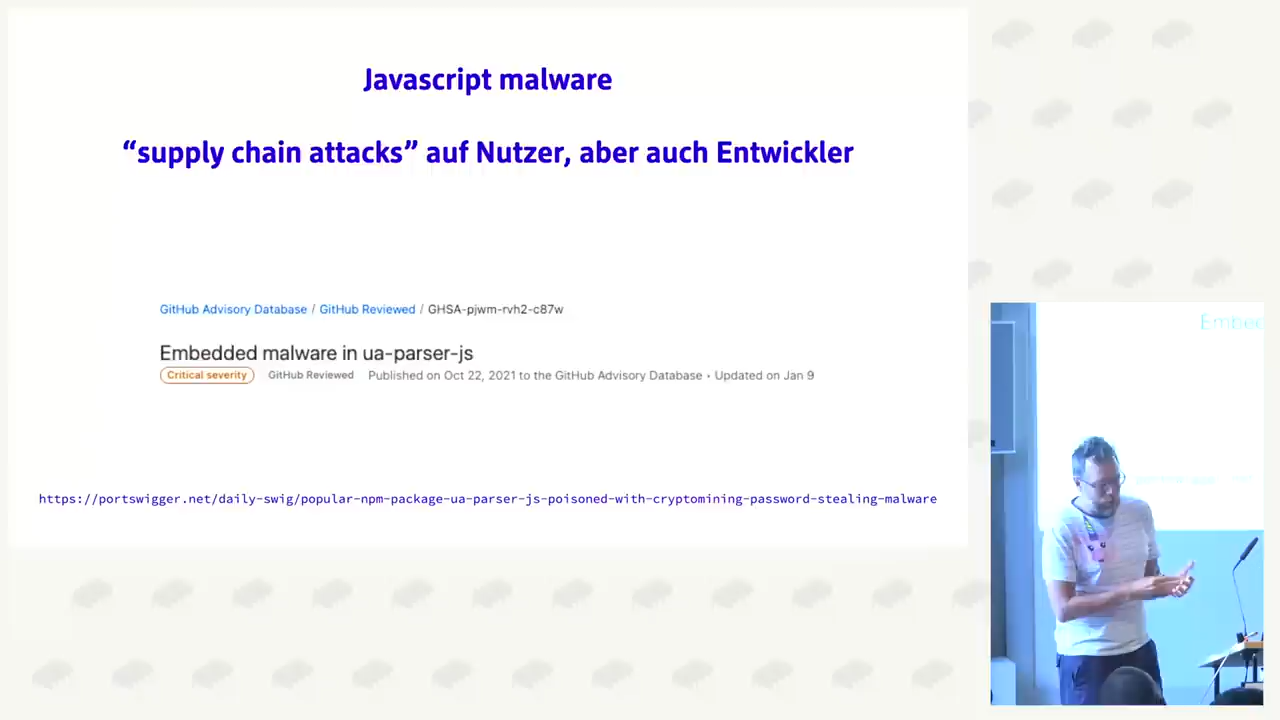 Javascript malware
“supply chain attacks” auf Nutzer, aber auch Entwickler
GitHub Advisory Database / GitHub Reviewed / GHSA-pjwm-rvh2-c87w
Embedded malware in ua-parser-js
Critical severity GitHub Reviewed Published on Oct 22, 2021 to the GitHub Advisory Database • Updated on Jan 9
https://portswigger.net/daily-swig/popular-npm-package-ua-parser-js-poisoned-with-cryptomining-password-stealing-malware
Embed